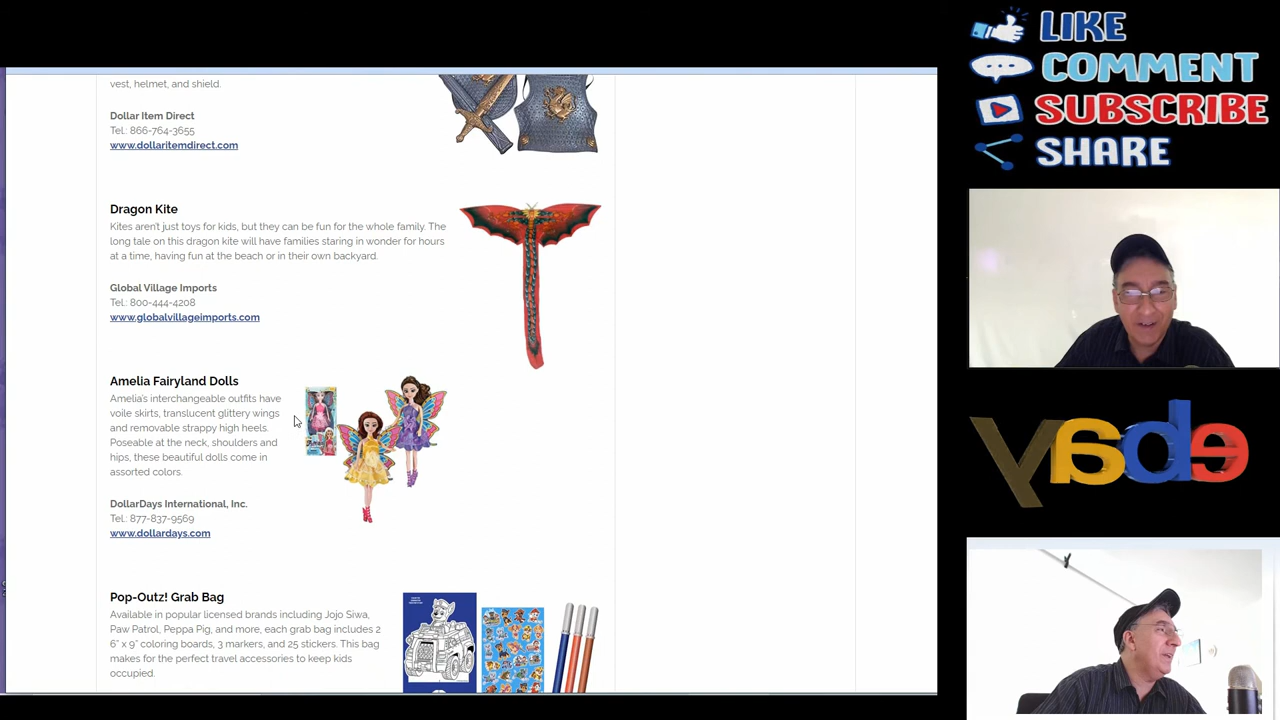 vest, helmet, and shield.
Dollar Item Direct
Tel.: 866-764-3655
www.dollaritemdirect.com
Dragon Kite
Kites aren't just toys for kids, but they can be fun for the whole family. The
long tale on this dragon kite will have families staring in wonder for hours
at a time, having fun at the beach or in their own backyard.
Global Village Imports
Tel.: 800-444-4208
www.globalvillageimports.com
Amelia Fairyland Dolls
Amelia's interchangeable outfits have
voile skirts, translucent glittery wings
and removable strappy high heels.
Poseable at the neck, shoulders and
hips, these beautiful dolls come in
assorted colors.
DollarDays International, Inc.
Tel.: 877-837-9569
www.dollardays.com
Pop-Outz! Grab Bag
Available in popular licensed brands including Jojo Siwa,
Paw Patrol, Peppa Pig, and more, each grab bag includes 2
6" x 9" coloring boards, 3 markers, and 25 stickers. This bag
makes for the perfect travel accessories to keep kids
occupied.
LIKE
COMMENT
SUBSCRIBE
SHARE
ebay